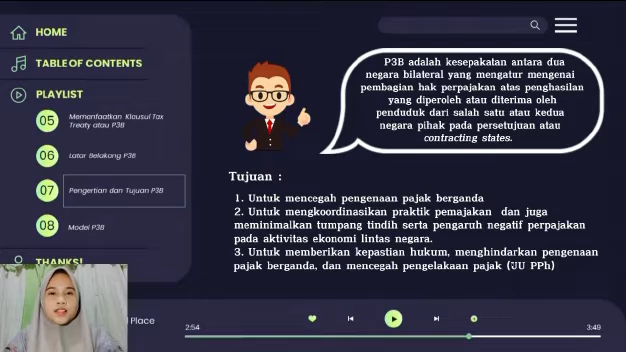 HOME
TABLE OF CONTENTS
PLAYLIST
05
Memanfaatkan Klausul Tax
Treaty atau P3B
06
Latar Belakang P3B
07
Pengertian dan Tujuan P3B
08
Model P3B
THANKS!
P3B adalah kesepakatan antara dua
negara bilateral yang mengatur mengenai
pembagian hak perpajakan atas penghasilan
yang diperoleh atau diterima oleh
penduduk dari salah satu atau kedua
negara pihak pada persetujuan atau
contracting states.
Tujuan :
1. Untuk mencegah pengenaan pajak berganda
2. Untuk mengkoordinasikan praktik pemajakan dan juga
meminimalkan tumpang tindih serta pengaruh negatif perpajakan
pada aktivitas ekonomi lintas negara.
3. Untuk memberikan kepastian hukum, menghindarkan pengenaan
pajak berganda, dan mencegah pengelakaan pajak (UU PPh)
Place
2:54
3:49